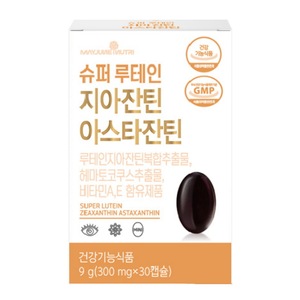 슈퍼 루테인
지아잔틴
아스타잔틴
루테인지아잔틴복합추출물,
헤마토코쿠스추출물,
비타민A,E 함유제품
SUPER LUTEIN
ZEAXANTHIN ASTAXANTHIN
건강기능식품
9 g(300 mg×30캡슐)
건강
기능식품
GMP